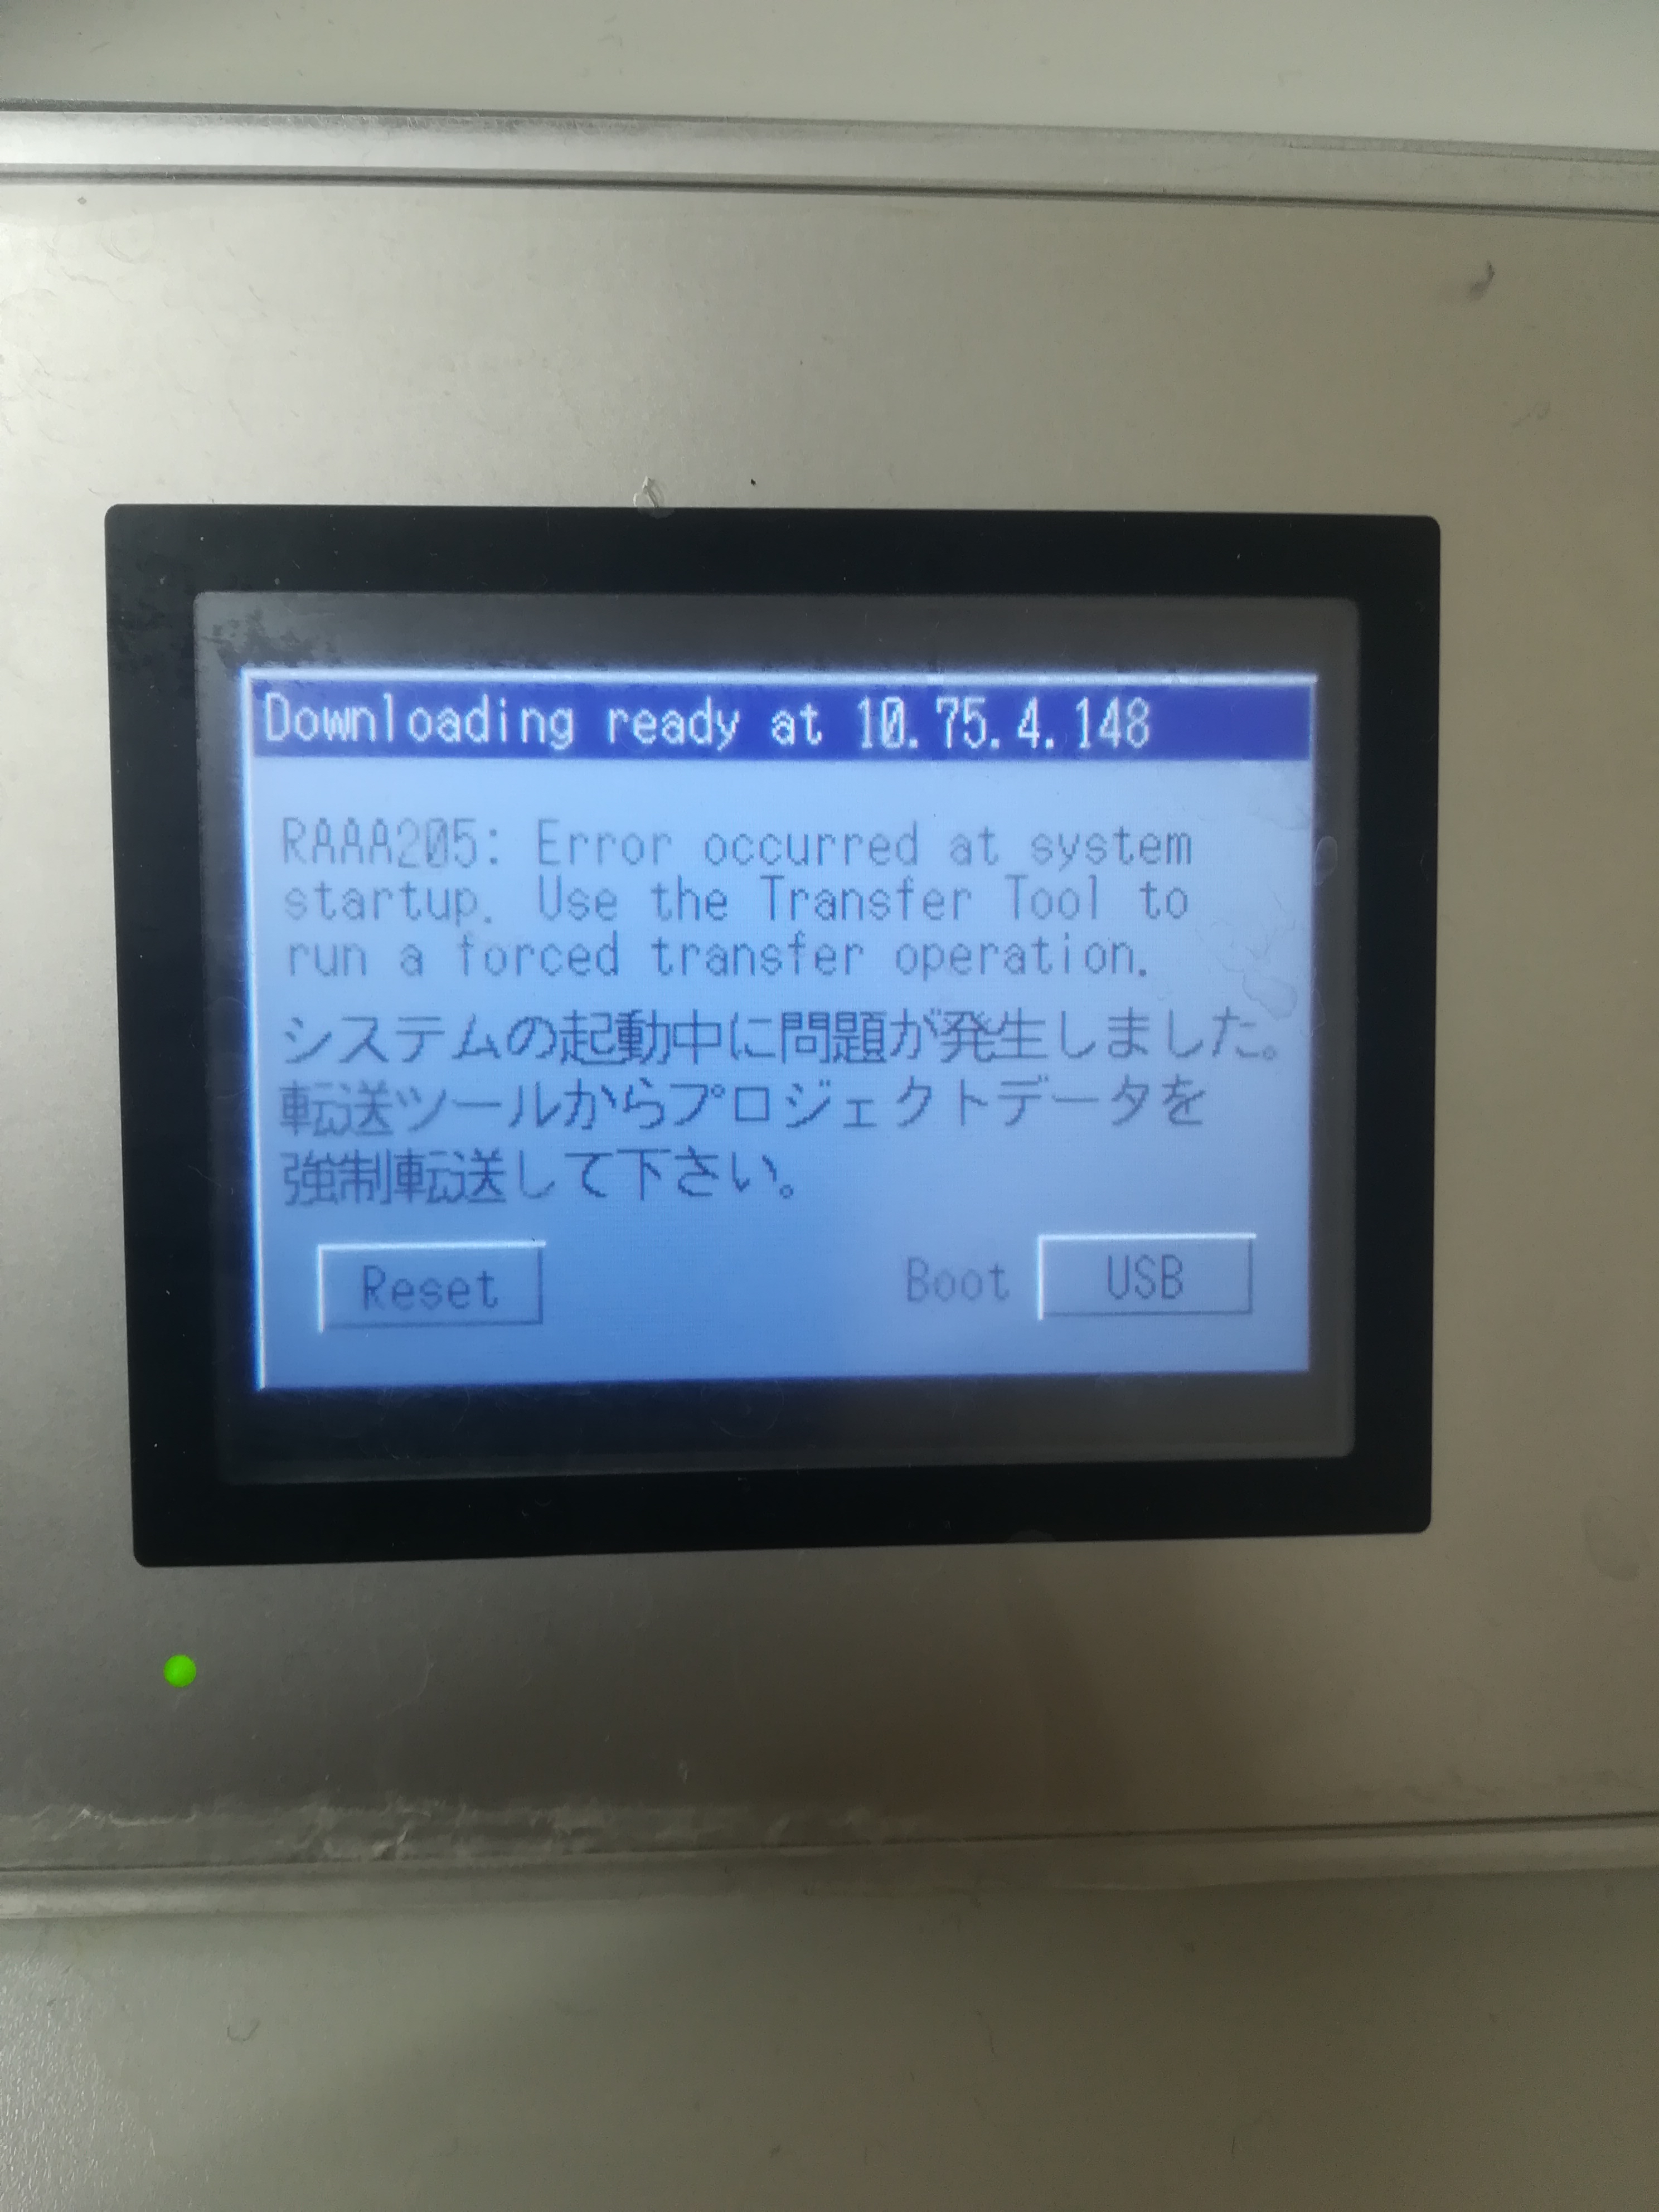 Downloading ready at 10.75.4.148
RAAA205: Error occurred at system
startup. Use the Transfer Tool to
run a forced transfer operation.
システムの起動中に問題が発生しました。
転送ツールからプロジェクトデータを
強制転送して下さい。
Reset
Boot USB